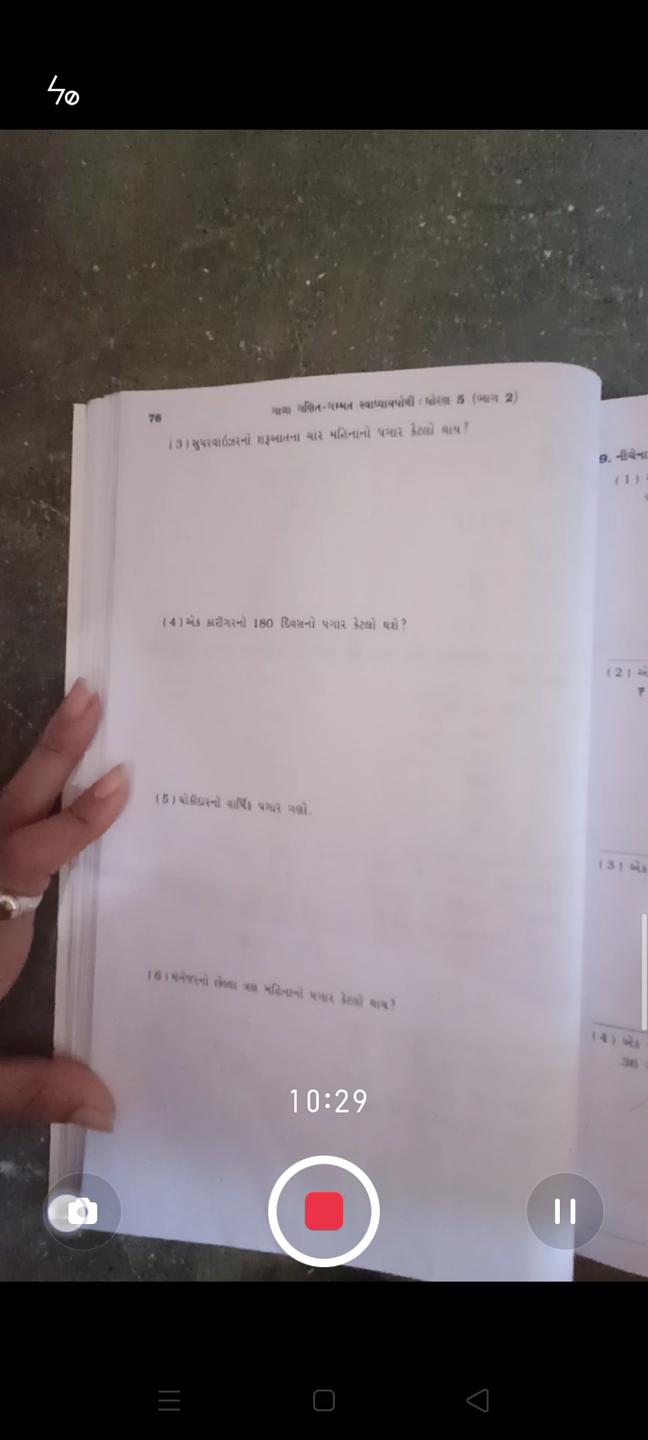 76
ગાલા ગણિત-ગમ્મત સ્વાધ્યાયપોથી : ધોરણ 5 (ભાગ 2)
(3) સુપરવાઇઝરનો શરૂઆતના ચાર મહિનાનો પગાર કેટલો થાય?
(4) એક કારીગરનો 180 દિવસનો પગાર કેટલો થશે?
(5) ચોકીદારનો વાર્ષિક પગાર ગણો.
(6) મેનેજરનો છેલ્લા ત્રણ મહિનાનો પગાર કેટલો થાય?
9. નીચેના
(1)
(2) એ
(3) એક
(4) એક
36
10:29